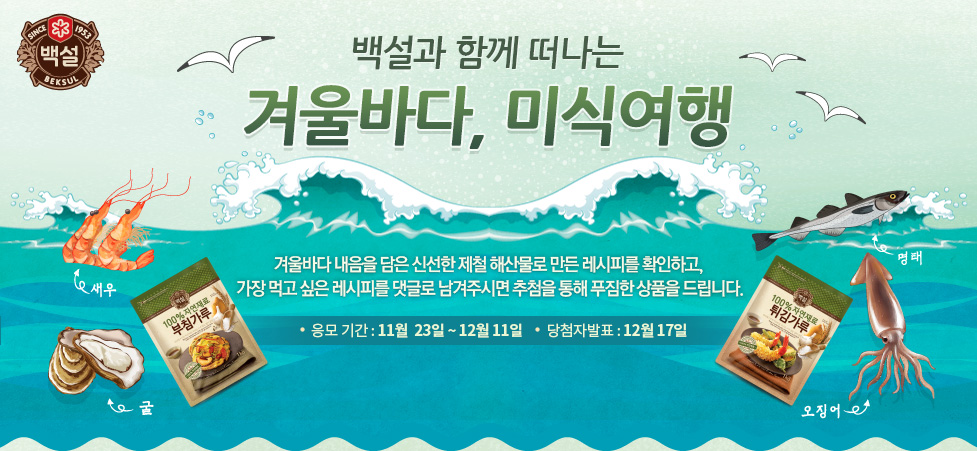 SINCE 1953
백설
BEKSUL
백설과 함께 떠나는
겨울바다, 미식여행
겨울바다 내음을 담은 신선한 제철 해산물로 만든 레시피를 확인하고,
가장 먹고 싶은 레시피를 댓글로 남겨주시면 추첨을 통해 푸짐한 상품을 드립니다.
• 응모 기간 : 11월 23일 ~ 12월 11일 • 당첨자발표 : 12월 17일
새우
명태
백설
100% 자연재료
부침가루
백설
100% 자연재료
튀김가루
굴
오징어